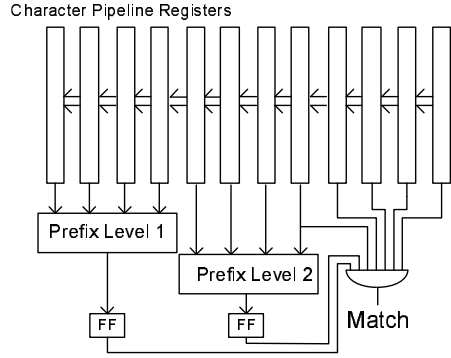 Character Pipeline Registers
Prefix Level 1
Prefix Level 2
FF
FF
Match